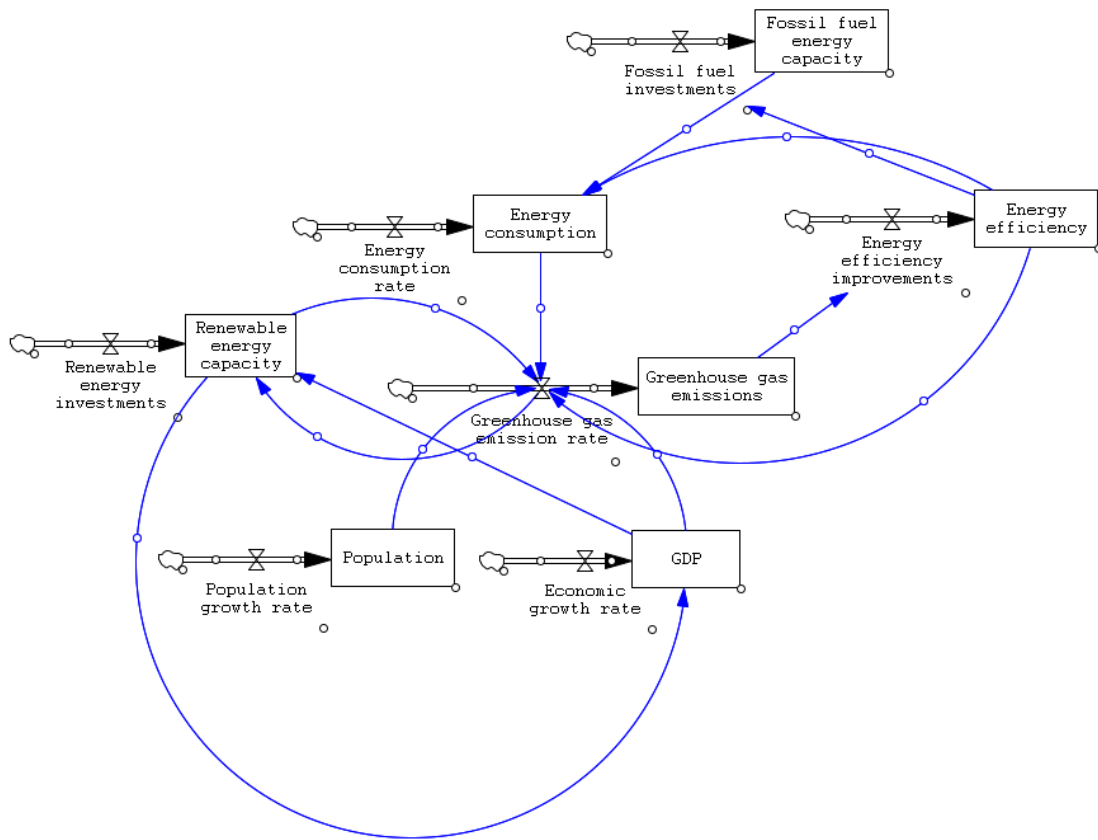 Fossil fuel
energy
capacity
Fossil fuel
investments
Energy
consumption
Energy
consumption
rate
Energy
efficiency
Energy
efficiency
improvements
Renewable
energy
capacity
Renewable
energy
investments
Greenhouse gas
emissions
Greenhouse gas
emission rate
Population
Population
growth rate
GDP
Economic
growth rate